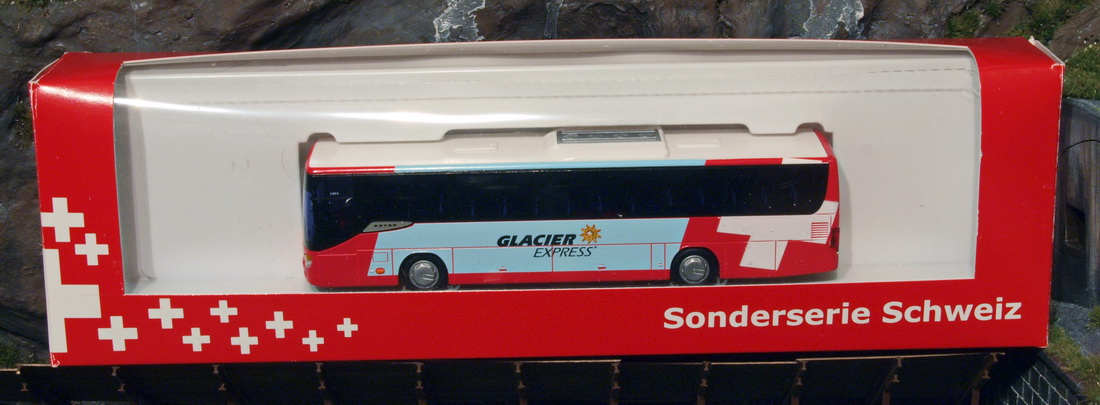 GLACIER
EXPRESS
Sonderserie Schweiz